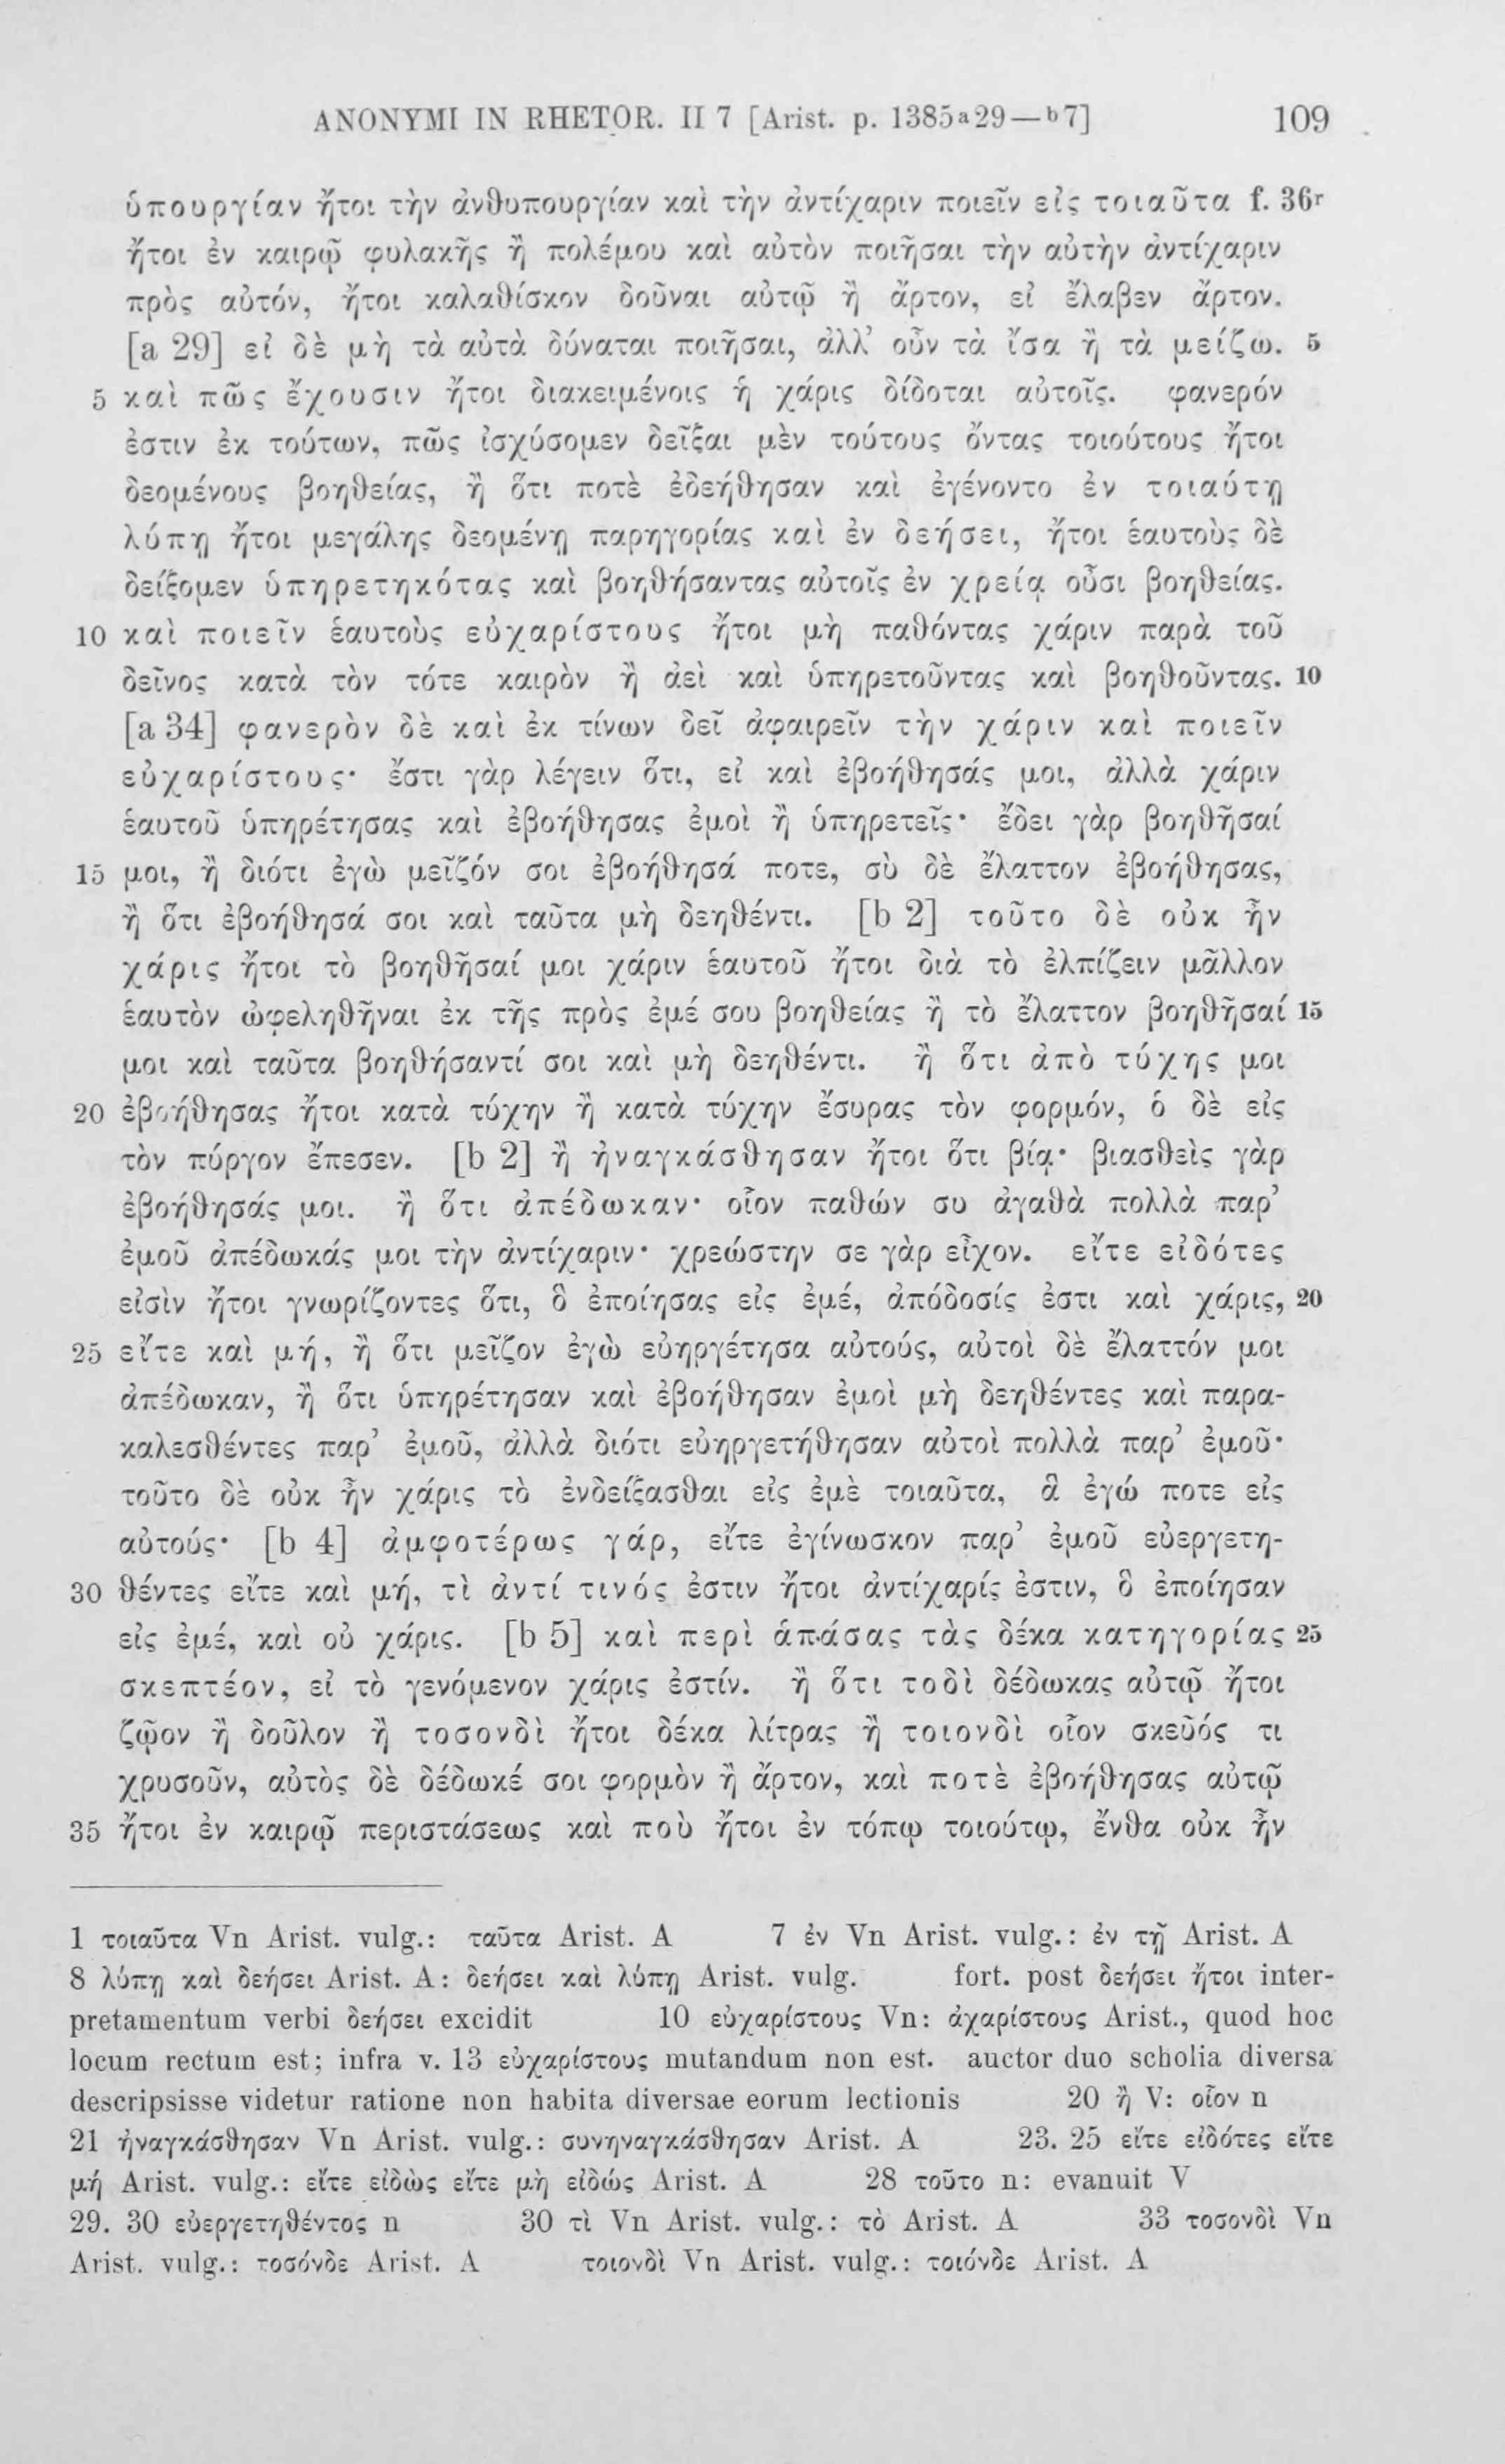 ANONYMI IN RHETOR. II 7 [Arist. p. 1385a29—b7] 109
ὑπουργίαν ἤτοι τὴν ἀνθυπουργίαν καὶ τὴν ἀντίχαριν ποιεῖν εἰς τοιαῦτα f. 36r
ἤτοι ἐν καιρῷ φυλακῆς ἢ πολέμου καὶ αὐτὸν ποιῆσαι τὴν αὐτὴν ἀντίχαριν
πρὸς αὐτόν, ἤτοι καλαθίσκον δοῦναι αὐτῷ ἢ ἄρτον, εἰ ἔλαβεν ἄρτον.
[a 29] εἰ δὲ μὴ τὰ αὐτὰ δύναται ποιῆσαι, ἀλλ’ οὖν τὰ ἴσα ἢ τὰ μείζω. 5
5 καὶ πῶς ἔχουσιν ἤτοι διακειμένοις ἡ χάρις δίδοται αὐτοῖς. φανερόν
ἐστιν ἐκ τούτων, πῶς ἰσχύσομεν δεῖξαι μὲν τούτους ὄντας τοιούτους ἤτοι
δεομένους βοηθείας, ἢ ὅτι ποτὲ ἐδεήθησαν καὶ ἐγένοντο ἐν τοιαύτῃ
λύπῃ ἤτοι μεγάλης δεομένῃ παρηγορίας καὶ ἐν δεήσει, ἤτοι ἑαυτοὺς δὲ
δείξομεν ὑπηρετηκότας καὶ βοηθήσαντας αὐτοῖς ἐν χρείᾳ οὖσι βοηθείας.
10 καὶ ποιεῖν ἑαυτοὺς εὐχαρίστους ἤτοι μὴ παθόντας χάριν παρὰ τοῦ
δεῖνος κατὰ τὸν τότε καιρὸν ἢ ἀεὶ καὶ ὑπηρετοῦντας καὶ βοηθοῦντας. 10
[a 34] φανερὸν δὲ καὶ ἐκ τίνων δεῖ ἀφαιρεῖν τὴν χάριν καὶ ποιεῖν
εὐχαρίστους· ἔστι γὰρ λέγειν ὅτι, εἰ καὶ ἐβοήθησάς μοι, ἀλλὰ χάριν
ἑαυτοῦ ὑπηρέτησας καὶ ἐβοήθησας ἐμοὶ ἢ ὑπηρετεῖς· ἔδει γὰρ βοηθῆσαί
15 μοι, ἢ διότι ἐγὼ μεῖζόν σοι ἐβοήθησά ποτε, σὺ δὲ ἔλαττον ἐβοήθησας,
ἢ ὅτι ἐβοήθησά σοι καὶ ταῦτα μὴ δεηθέντι. [b 2] τοῦτο δὲ οὐκ ἦν
χάρις ἤτοι τὸ βοηθῆσαί μοι χάριν ἑαυτοῦ ἤτοι διὰ τὸ ἐλπίζειν μᾶλλον
ἑαυτὸν ὠφεληθῆναι ἐκ τῆς πρὸς ἐμέ σου βοηθείας ἢ τὸ ἔλαττον βοηθῆσαί 15
μοι καὶ ταῦτα βοηθήσαντί σοι καὶ μὴ δεηθέντι. ἢ ὅτι ἀπὸ τύχης μοι
20 ἐβοήθησας ἤτοι κατὰ τύχην ἢ κατὰ τύχην ἔσυρας τὸν φορμόν, ὁ δὲ εἰς
τὸν πύργον ἔπεσεν. [b 2] ἢ ἠναγκάσθησαν ἤτοι ὅτι βίᾳ· βιασθεὶς γὰρ
ἐβοήθησάς μοι. ἢ ὅτι ἀπέδωκαν· οἷον παθών συ ἀγαθὰ πολλὰ παρ’
ἐμοῦ ἀπέδωκάς μοι τὴν ἀντίχαριν· χρεώστην σε γὰρ εἶχον. εἴτε εἰδότες
εἰσὶν ἤτοι γνωρίζοντες ὅτι, ὃ ἐποίησας εἰς ἐμέ, ἀπόδοσίς ἐστι καὶ χάρις, 20
25 εἴτε καὶ μή, ἢ ὅτι μεῖζον ἐγὼ εὐηργέτησα αὐτούς, αὐτοὶ δὲ ἔλαττόν μοι
ἀπέδωκαν, ἢ ὅτι ὑπηρέτησαν καὶ ἐβοήθησαν ἐμοὶ μὴ δεηθέντες καὶ παρα-
καλεσθέντες παρ’ ἐμοῦ, ἀλλὰ διότι εὐηργετήθησαν αὐτοὶ πολλὰ παρ’ ἐμοῦ·
τοῦτο δὲ οὐκ ἦν χάρις τὸ ἐνδείξασθαι εἰς ἐμὲ τοιαῦτα, ἃ ἐγώ ποτε εἰς
αὐτούς· [b 4] ἀμφοτέρως γάρ, εἴτε ἐγίνωσκον παρ’ ἐμοῦ εὐεργετη-
30 θέντες εἴτε καὶ μή, τὶ ἀντί τινός ἐστιν ἤτοι ἀντίχαρίς ἐστιν, ὃ ἐποίησαν
εἰς ἐμέ, καὶ οὐ χάρις. [b 5] καὶ περὶ ἁπάσας τὰς δέκα κατηγορίας 25
σκεπτέον, εἰ τὸ γενόμενον χάρις ἐστίν. ἢ ὅτι τοδὶ δέδωκας αὐτῷ ἤτοι
ζῷον ἢ δοῦλον ἢ τοσονδὶ ἤτοι δέκα λίτρας ἢ τοιονδὶ οἷον σκεῦός τι
χρυσοῦν, αὐτὸς δὲ δέδωκέ σοι φορμὸν ἢ ἄρτον, καὶ ποτὲ ἐβοήθησας αὐτῷ
35 ἤτοι ἐν καιρῷ περιστάσεως καὶ ποὺ ἤτοι ἐν τόπῳ τοιούτῳ, ἔνθα οὐκ ἦν
1 τοιαῦτα Vn Arist. vulg.: ταῦτα Arist. A 7 ἐν Vn Arist. vulg.: ἐν τῇ Arist. A
8 λύπῃ καὶ δεήσει Arist. A: δεήσει καὶ λύπῃ Arist. vulg. fort. post δεήσει ἤτοι inter-
pretamentum verbi δεήσει excidit 10 εὐχαρίστους Vn: ἀχαρίστους Arist., quod hoc
locum rectum est; infra v. 13 εὐχαρίστους mutandum non est. auctor duo scholia diversa
descripsisse videtur ratione non habita diversae eorum lectionis 20 ἢ V: οἷον n
21 ἠναγκάσθησαν Vn Arist. vulg.: συνηναγκάσθησαν Arist. A 23. 25 εἴτε εἰδότες εἴτε
μή Arist. vulg.: εἴτε εἰδὼς εἴτε μὴ εἰδώς Arist. A 28 τοῦτο n: evanuit V
29. 30 εὐεργετηθέντος n 30 τὶ Vn Arist. vulg.: τὸ Arist. A 33 τοσονδὶ Vn
Arist. vulg.: τοσόνδε Arist. A τοιονδὶ Vn Arist. vulg.: τοιόνδε Arist. A